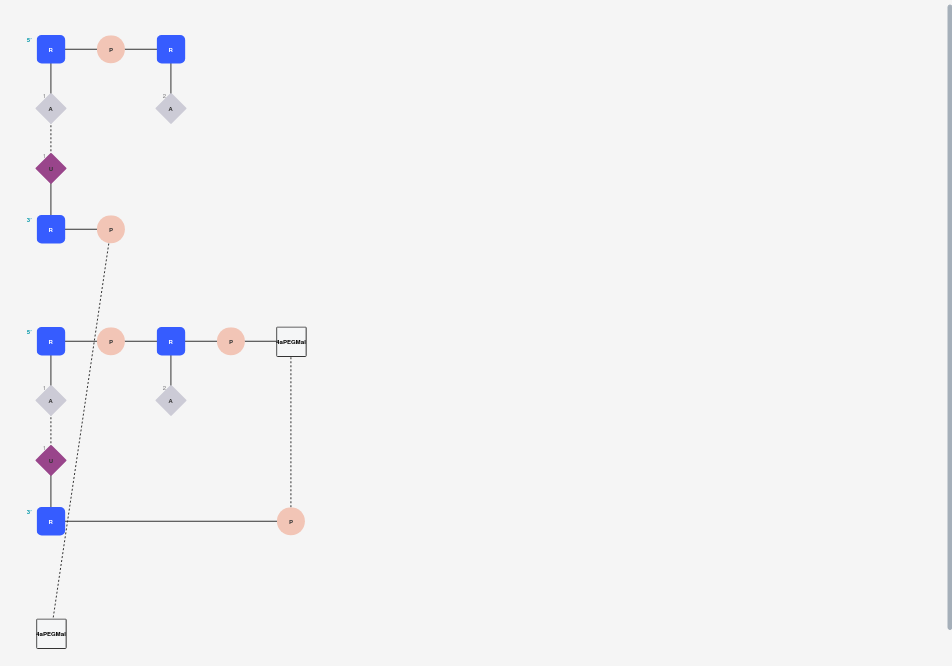 5' R P R
1 A 2 A
U
3' R P
5' R P R P 4aPEGMal
1 A 2 A
U
3' R P
4aPEGMal